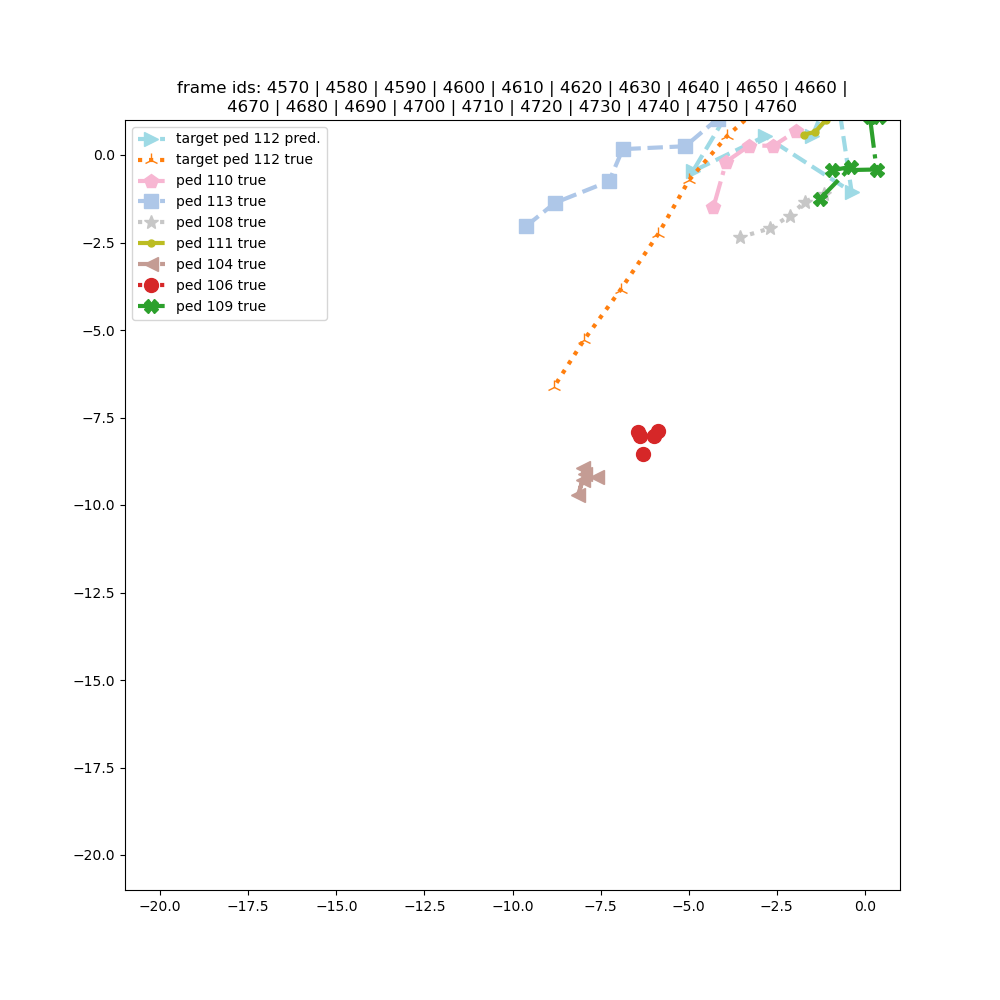 frame ids: 4570 | 4580 | 4590 | 4600 | 4610 | 4620 | 4630 | 4640 | 4650 | 4660 |
4670 | 4680 | 4690 | 4700 | 4710 | 4720 | 4730 | 4740 | 4750 | 4760
target ped 112 pred.
target ped 112 true
ped 110 true
ped 113 true
ped 108 true
ped 111 true
ped 104 true
ped 106 true
ped 109 true
0.0
−2.5
−5.0
−7.5
−10.0
−12.5
−15.0
−17.5
−20.0
−20.0 −17.5 −15.0 −12.5 −10.0 −7.5 −5.0 −2.5 0.0